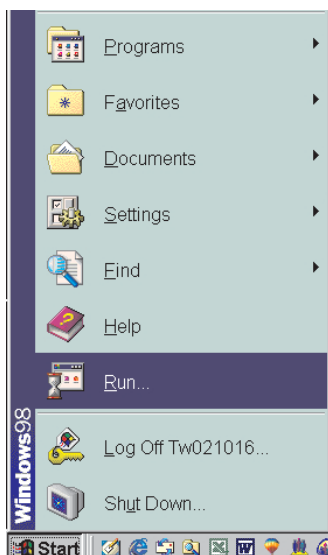 Programs
Favorites
Documents
Settings
Find
Help
Run...
Log Off Tw021016...
Shut Down...
Windows98
Start